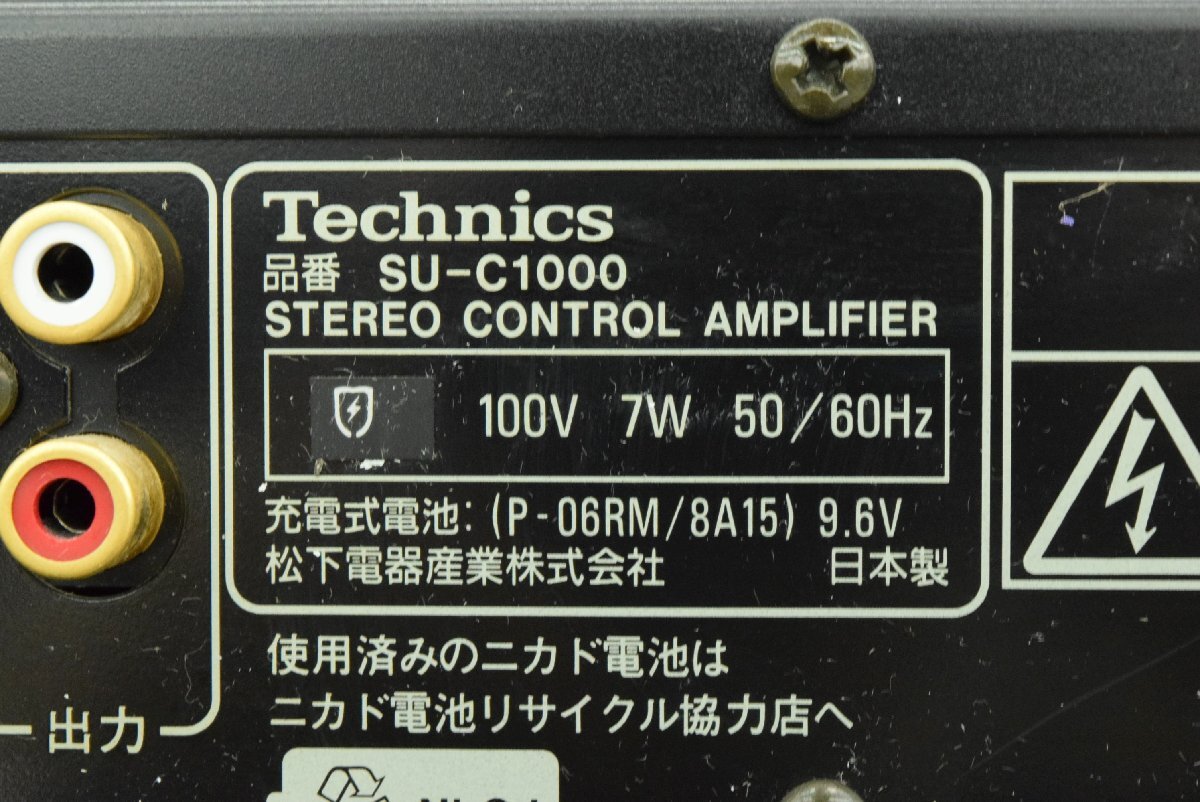 Technics
品番 SU-C1000
STEREO CONTROL AMPLIFIER
100V 7W 50/60Hz
充電式電池:(P-06RM/8A15) 9.6V
松下電器産業株式会社 日本製
使用済みのニカド電池は
ニカド電池リサイクル協力店へ
出力